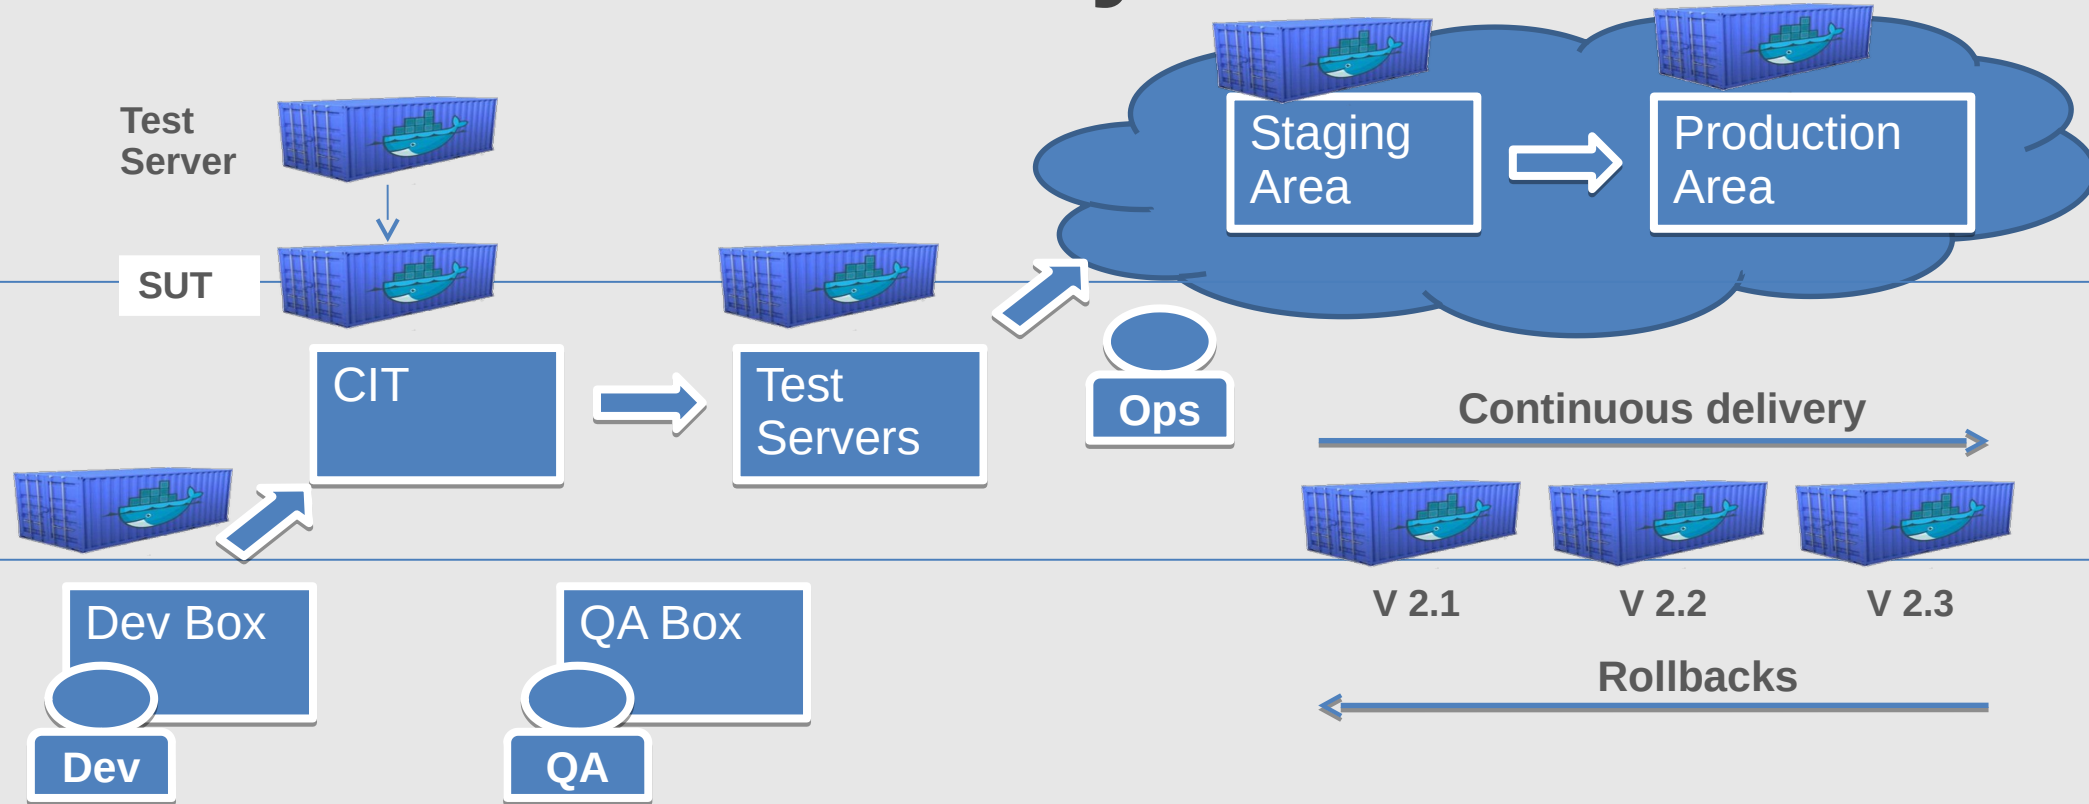 Test
Server
SUT
Staging
Area
Production
Area
CIT
Test
Servers
Ops
Continuous delivery
V 2.1
V 2.2
V 2.3
Rollbacks
Dev Box
QA Box
Dev
QA